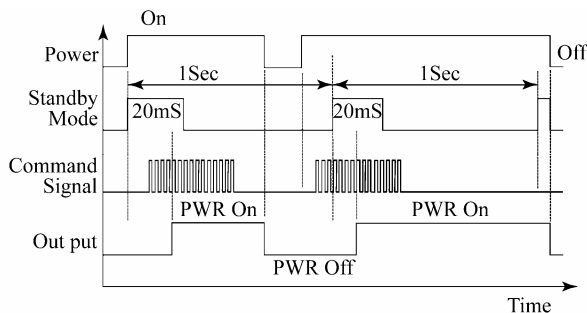 On
Power
Off
1Sec
1Sec
Standby
Mode
20mS
20mS
Command
Signal
PWR On
PWR On
Out put
PWR Off
Time